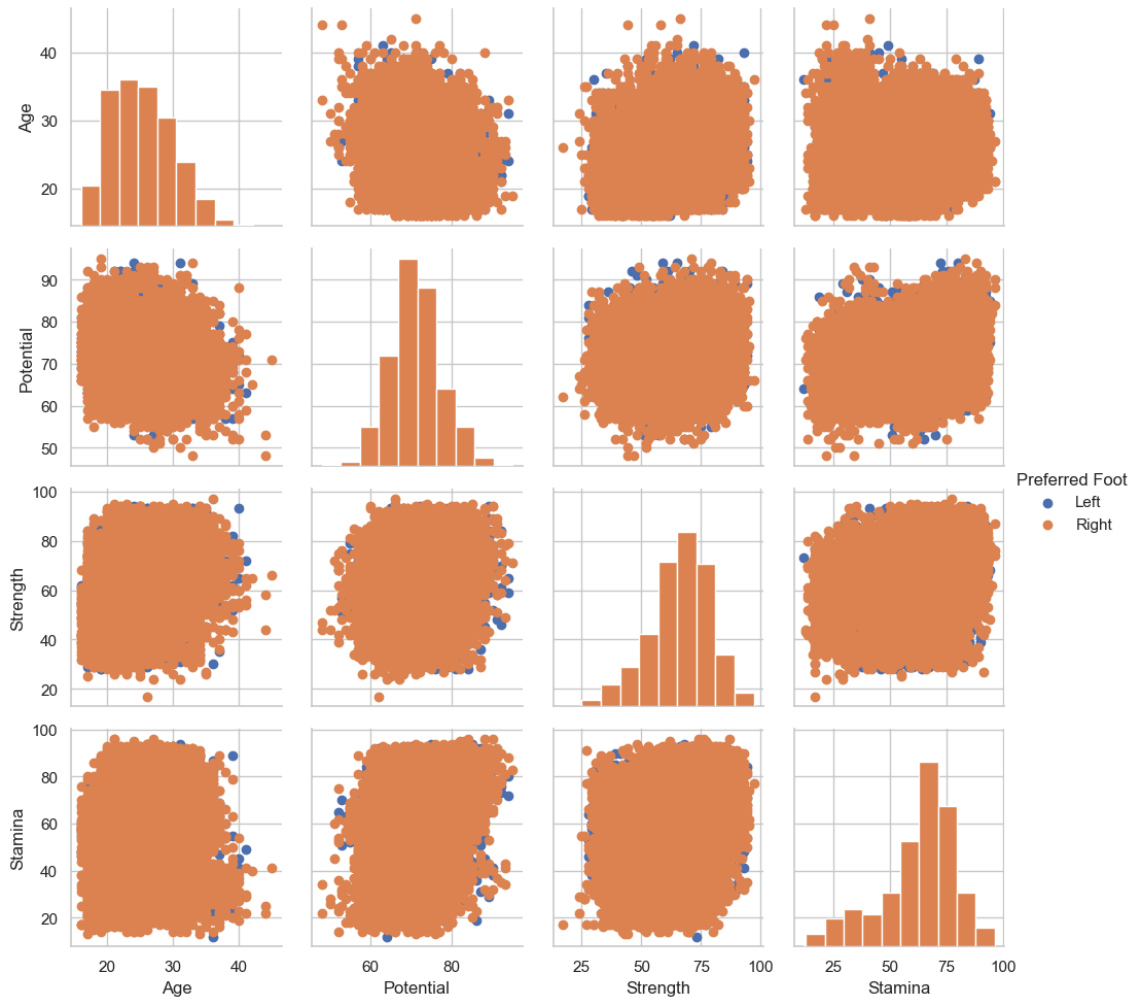 40
30
20
Age
90
80
70
60
50
Potential
Preferred Foot
Left
Right
100
80
60
40
20
Strength
100
80
60
40
20
Stamina
20 30 40
60 80
25 50 75 100
25 50 75 100
Age Potential Strength Stamina